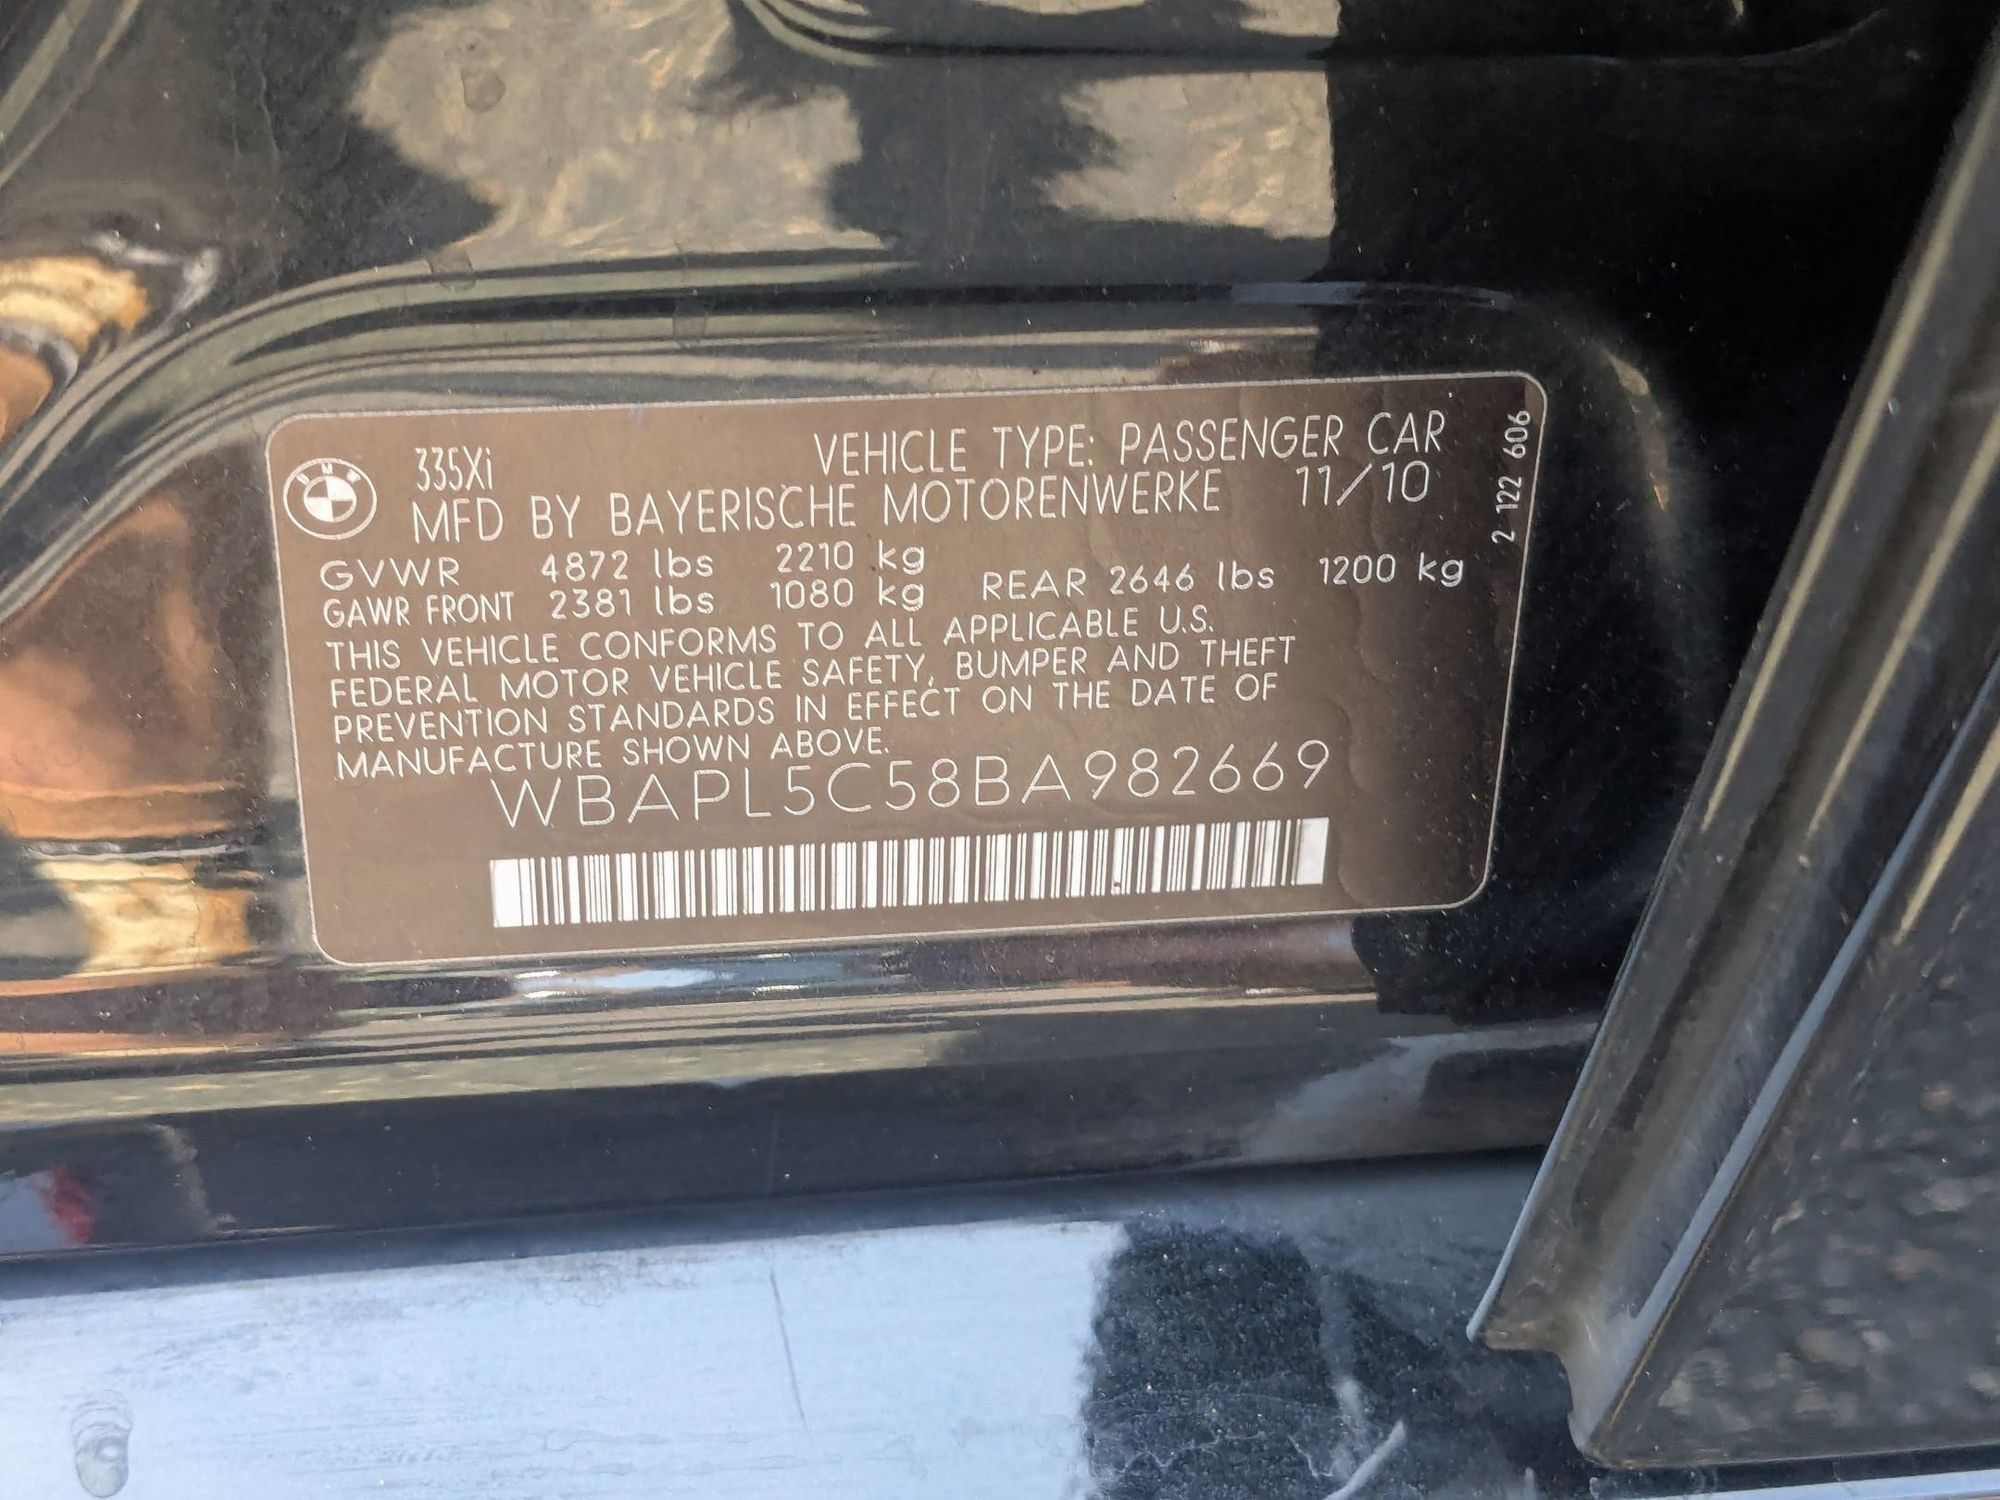 335Xi VEHICLE TYPE: PASSENGER CAR
MFD BY BAYERISCHE MOTORENWERKE 11/10
GVWR 4872 lbs 2210 kg
GAWR FRONT 2381 lbs 1080 kg REAR 2646 lbs 1200 kg
THIS VEHICLE CONFORMS TO ALL APPLICABLE U.S.
FEDERAL MOTOR VEHICLE SAFETY, BUMPER AND THEFT
PREVENTION STANDARDS IN EFFECT ON THE DATE OF
MANUFACTURE SHOWN ABOVE.
WBAPL5C58BA982669
2 122 606
BMW